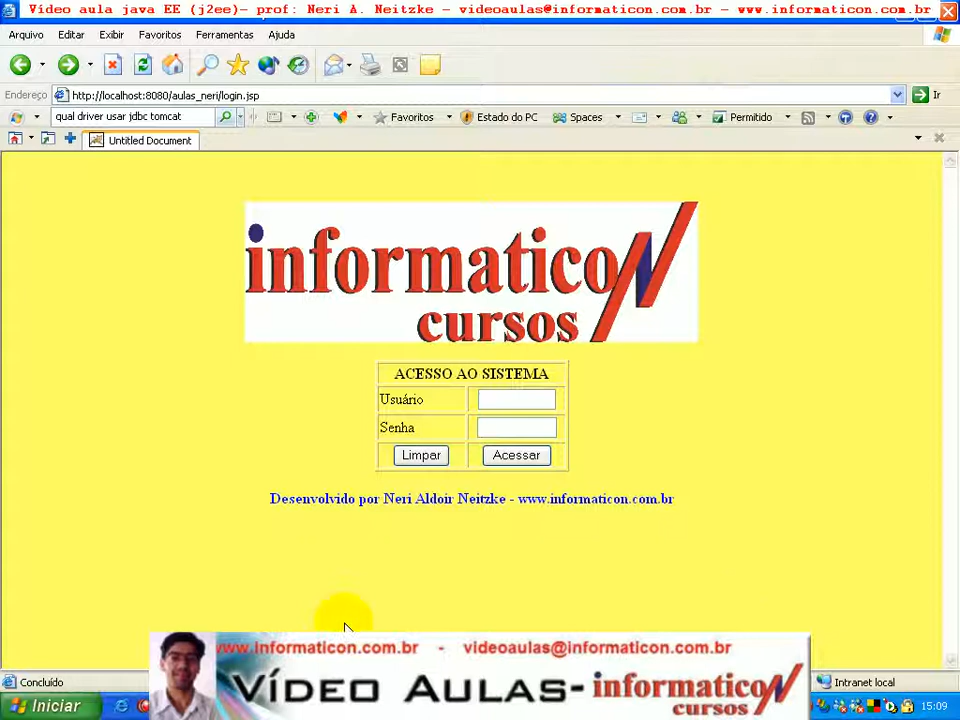 Vídeo aula java EE (j2ee)- prof: Neri A. Neitzke - videoaulas@informaticon.com.br - www.informaticon.com.br
Arquivo Editar Exibir Favoritos Ferramentas Ajuda
Endereço http://localhost:8080/aulas_neri/login.jsp Ir
qual driver usar jdbc tomcat Favoritos Estado do PC Spaces Permitido
Untitled Document
informaticon
cursos
ACESSO AO SISTEMA
Usuário
Senha
Limpar Acessar
Desenvolvido por Neri Aldoir Neitzke - www.informaticon.com.br
www.informaticon.com.br - videoaulas@informaticon.com.br
VÍDEO AULAS-informaticon
cursos
Concluído Intranet local
Iniciar 15:09